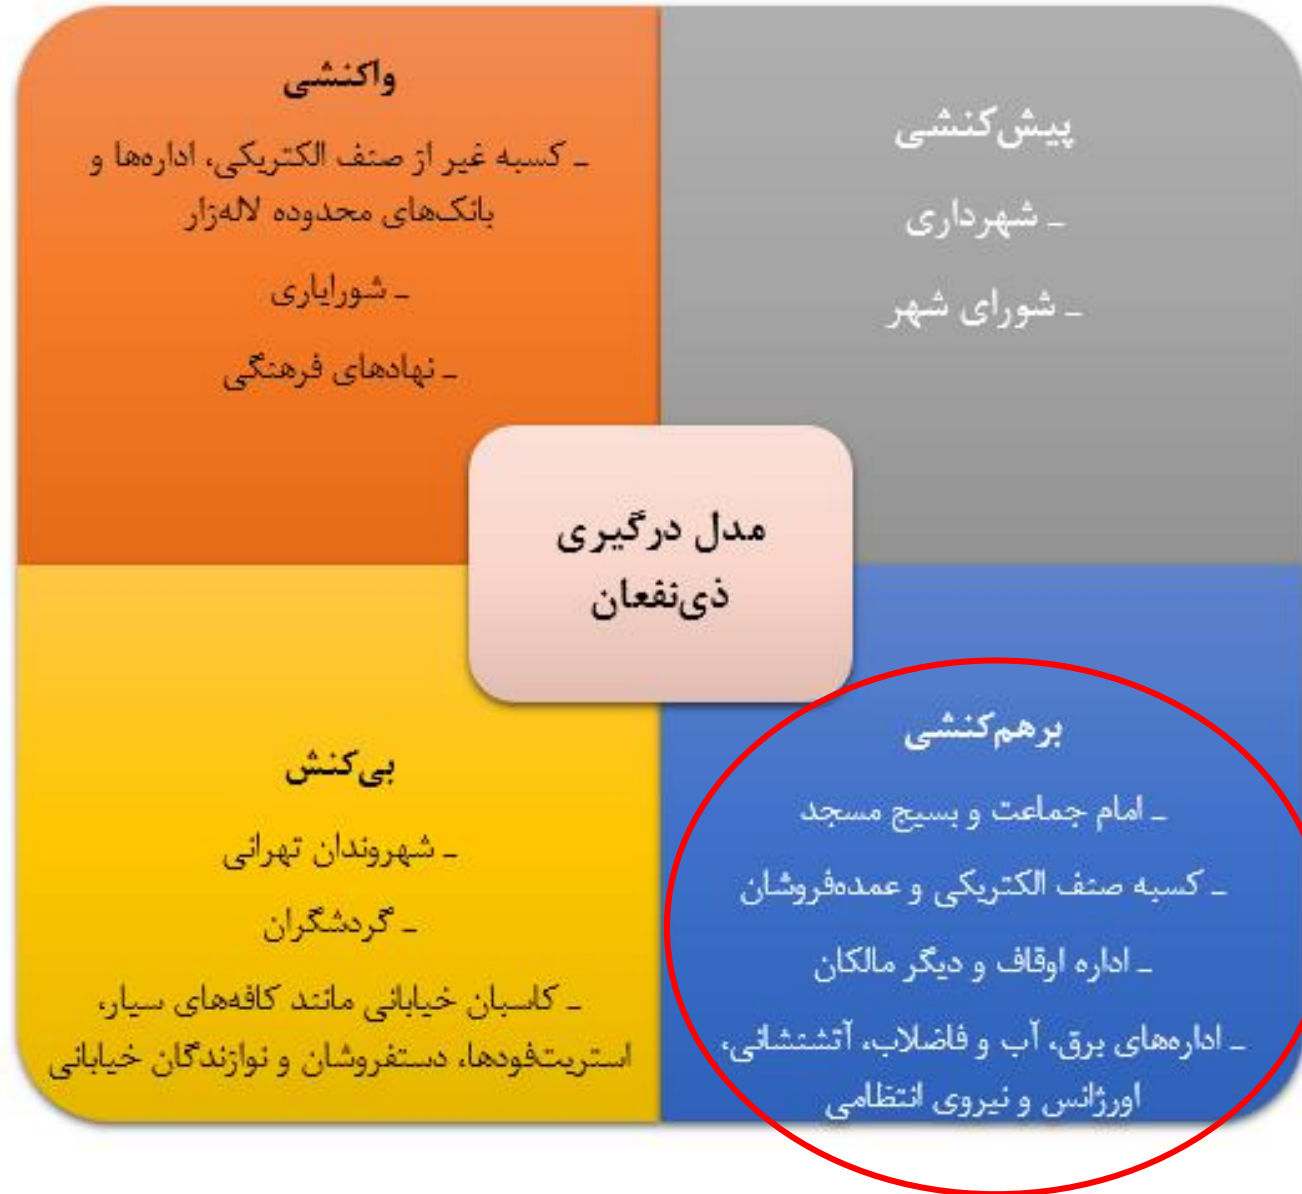 پیش‌کنشی
ـ شهرداری
ـ شورای شهر
واکنشی
ـ کسبه غیر از صنف الکتریکی، اداره‌ها و
بانک‌های محدوده لاله‌زار
ـ شورایاری
ـ نهادهای فرهنگی
مدل درگیری
ذی‌نفعان
برهم‌کنشی
ـ امام جماعت و بسیج مسجد
ـ کسبه صنف الکتریکی و عمده‌فروشان
ـ اداره اوقاف و دیگر مالکان
ـ اداره‌های برق، آب و فاضلاب، آتشنشانی،
اورژانس و نیروی انتظامی
بی‌کنش
ـ شهروندان تهرانی
ـ گردشگران
ـ کاسبان خیابانی مانند کافه‌های سیار،
استریت‌فودها، دستفروشان و نوازندگان خیابانی